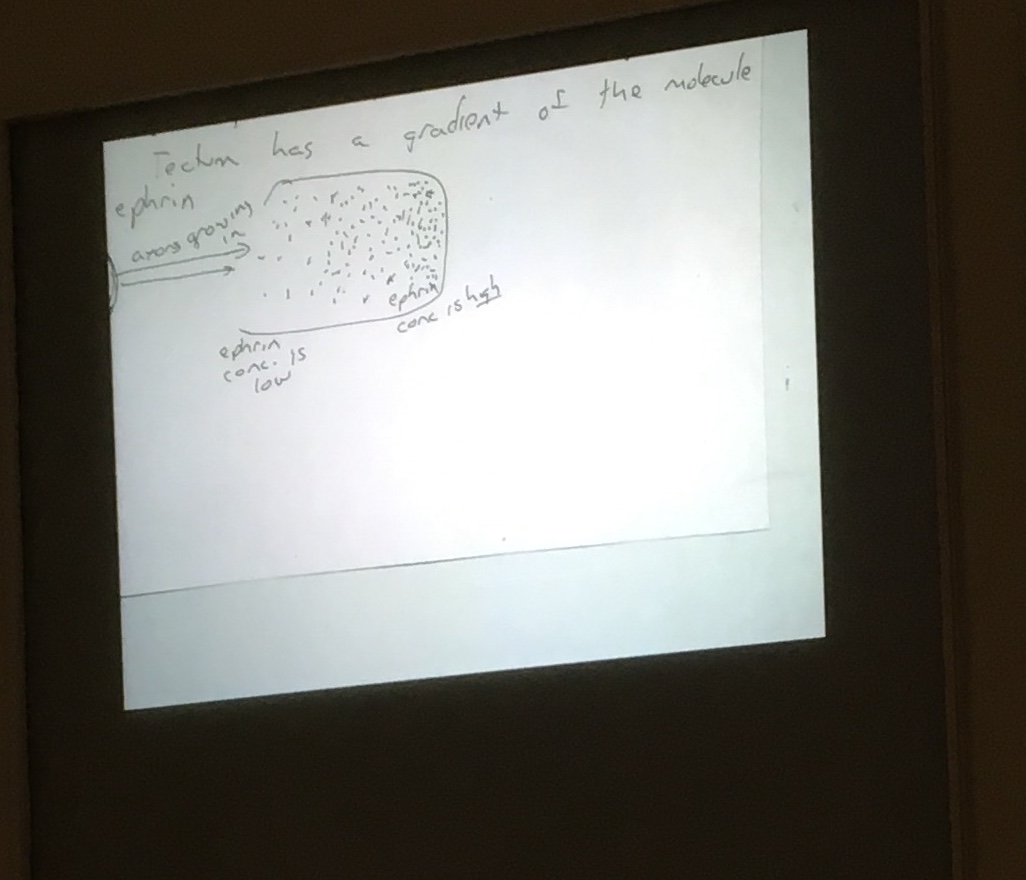 Tectum has a gradient of the molecule
ephrin
axons growing
in
ephrin
conc is high
ephrin
conc. is
low